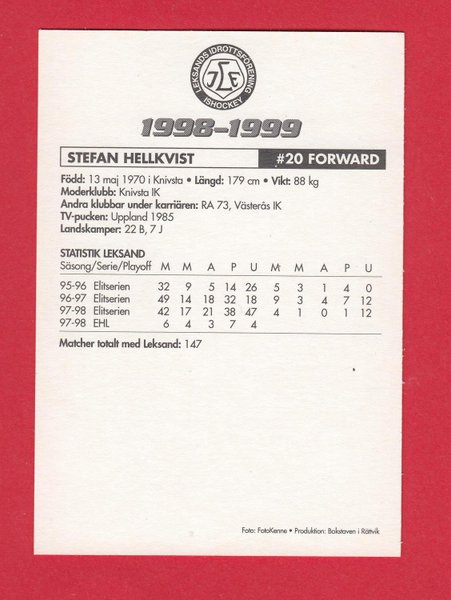 LEKSANDS IDROTTSFÖRENING
ISHOCKEY
1998-1999
STEFAN HELLKVIST #20 FORWARD
Född: 13 maj 1970 i Knivsta • Längd: 179 cm • Vikt: 88 kg
Moderklubb: Knivsta IK
Andra klubbar under karriären: RA 73, Västerås IK
TV-pucken: Uppland 1985
Landskamper: 22 B, 7 J
STATISTIK LEKSAND
Säsong/Serie/Playoff M M A P U M M A P U
95-96 Elitserien 32 9 5 14 26 5 3 1 4 0
96-97 Elitserien 49 14 18 32 18 9 3 4 7 12
97-98 Elitserien 42 17 21 38 47 4 1 0 1 12
97-98 EHL 6 4 3 7 4
Matcher totalt med Leksand: 147
Foto: FotoKenne • Produktion: Bokstaven i Rättvik